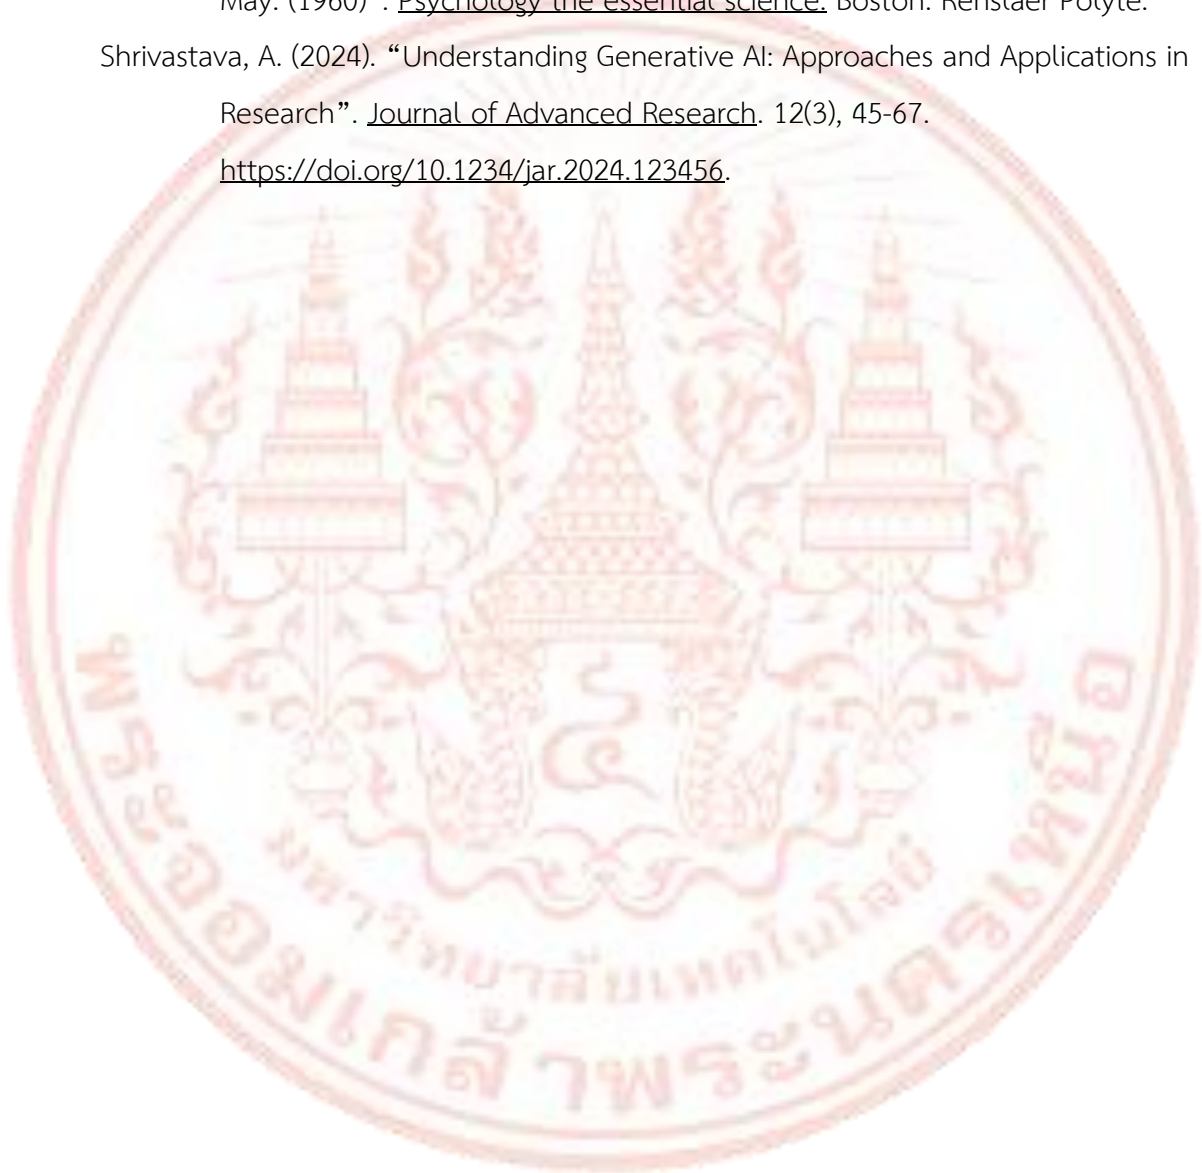 May. (1960)". Psychology the essential science. Boston: Renslaer Polyte.
Shrivastava, A. (2024). “Understanding Generative AI: Approaches and Applications in
Research”. Journal of Advanced Research. 12(3), 45-67.
https://doi.org/10.1234/jar.2024.123456.
๔
มหาวิทยาลัยเทคโนโลยี
พระจอมเกล้าพระนครเหนือ